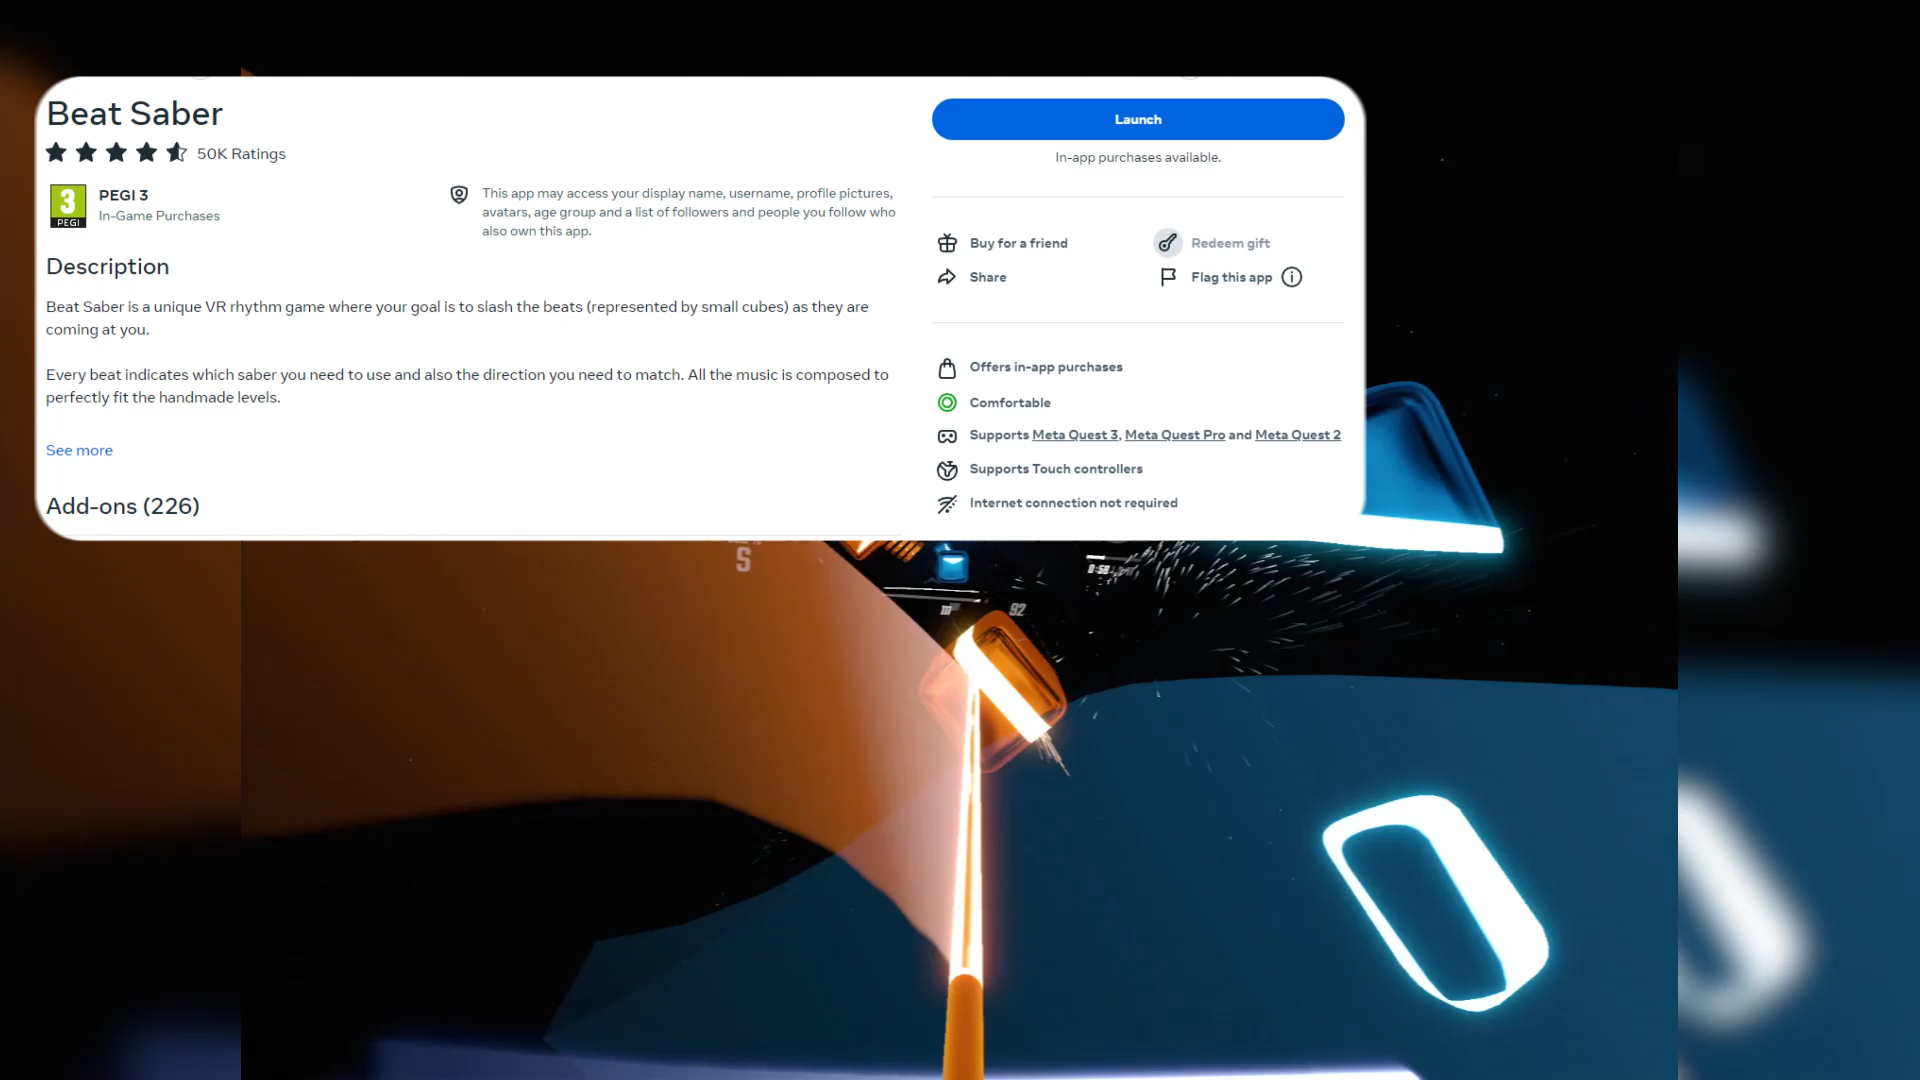 Beat Saber
50K Ratings
3
PEGI
PEGI 3
In-Game Purchases
This app may access your display name, username, profile pictures,
avatars, age group and a list of followers and people you follow who
also own this app.
Description
Beat Saber is a unique VR rhythm game where your goal is to slash the beats (represented by small cubes) as they are
coming at you.
Every beat indicates which saber you need to use and also the direction you need to match. All the music is composed to
perfectly fit the handmade levels.
See more
Add-ons (226)
Launch
In-app purchases available.
Buy for a friend
Redeem gift
Share
Flag this app
Offers in-app purchases
Comfortable
Supports Meta Quest 3, Meta Quest Pro and Meta Quest 2
Supports Touch controllers
Internet connection not required
S
0:58
92